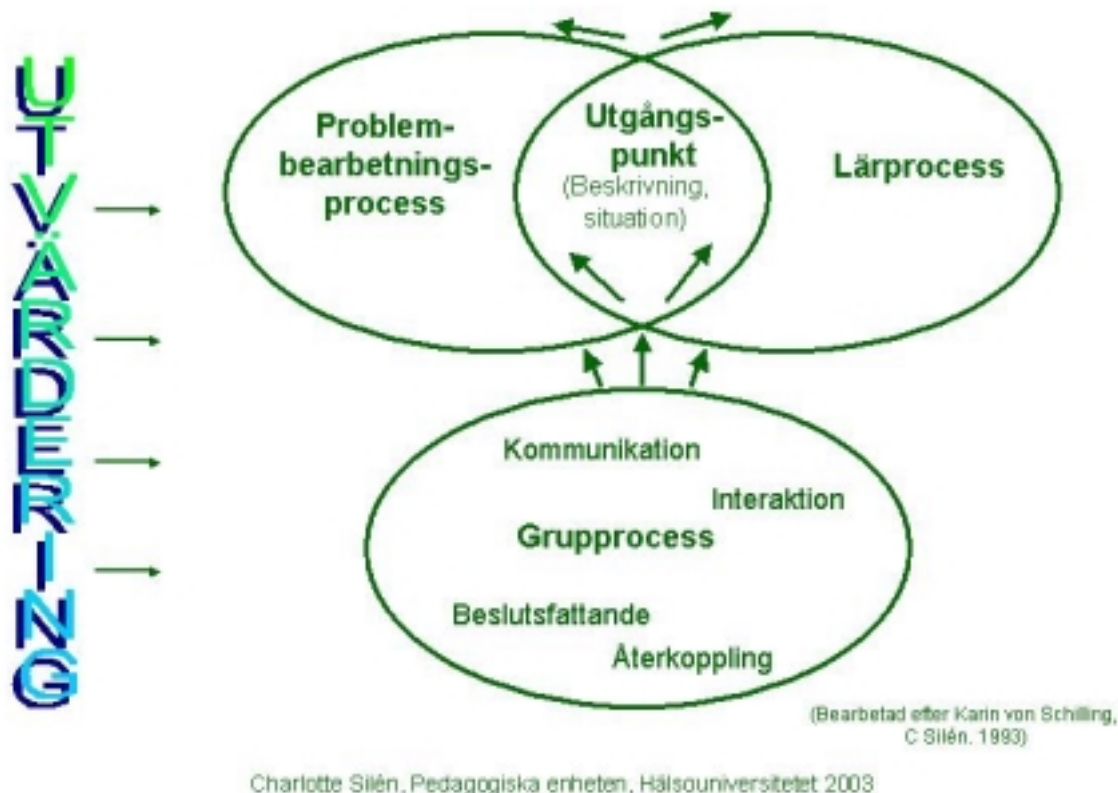 UTVÄRDERING
Problem-
bearbetnings-
process
Utgångs-
punkt
(Beskrivning,
situation)
Lärprocess
Kommunikation
Interaktion
Grupprocess
Beslutsfattande
Återkoppling
(Bearbetad efter Karin von Schilling,
C Silén. 1993)
Charlotte Silén, Pedagogiska enheten, Hälsouniversitetet 2003